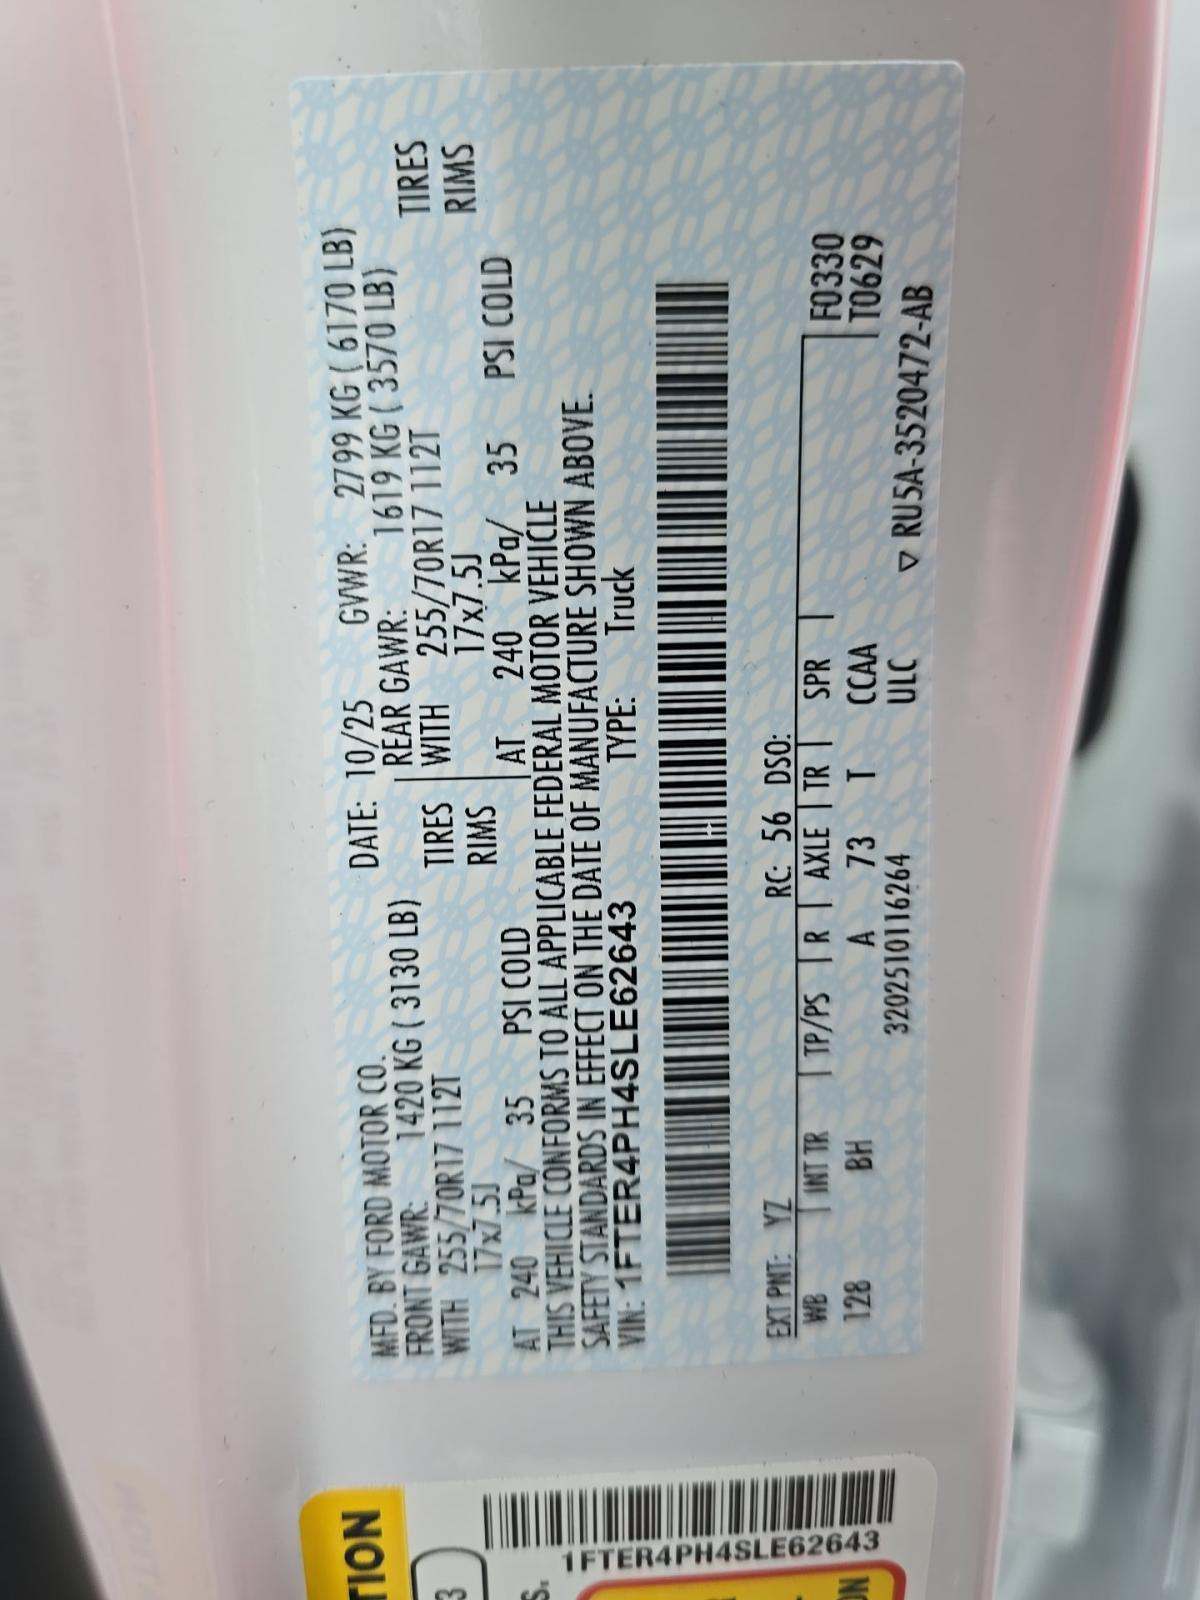 MFD. BY FORD MOTOR CO. DATE: 10/25 GVWR: 2799 KG ( 6170 LB)
FRONT GAWR: 1420 KG ( 3130 LB) REAR GAWR: 1619 KG ( 3570 LB)
WITH 255/70R17 112T TIRES WITH 255/70R17 112T TIRES
17x7.5J RIMS 17x7.5J RIMS
AT 240 kPa/ 35 PSI COLD AT 240 kPa/ 35 PSI COLD
THIS VEHICLE CONFORMS TO ALL APPLICABLE FEDERAL MOTOR VEHICLE
SAFETY STANDARDS IN EFFECT ON THE DATE OF MANUFACTURE SHOWN ABOVE.
VIN: 1FTER4PH4SLE62643 TYPE: Truck
EXT PNT: YZ RC: 56 DSO:
WB INT TR TP/PS R AXLE TR SPR F0330
128 BH A 73 T CCAA T0629
3202510116264 ULC ▽ RU5A-3520472-AB
TION
3
S.
1FTER4PH4SLE62643
ON